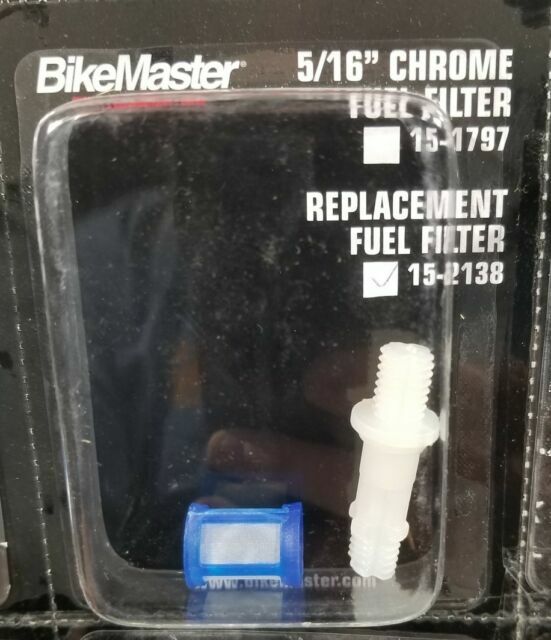 BikeMaster®
5/16” CHROME
FUEL FILTER
15-1797
REPLACEMENT
FUEL FILTER
15-2138
www.bikeMaster.com